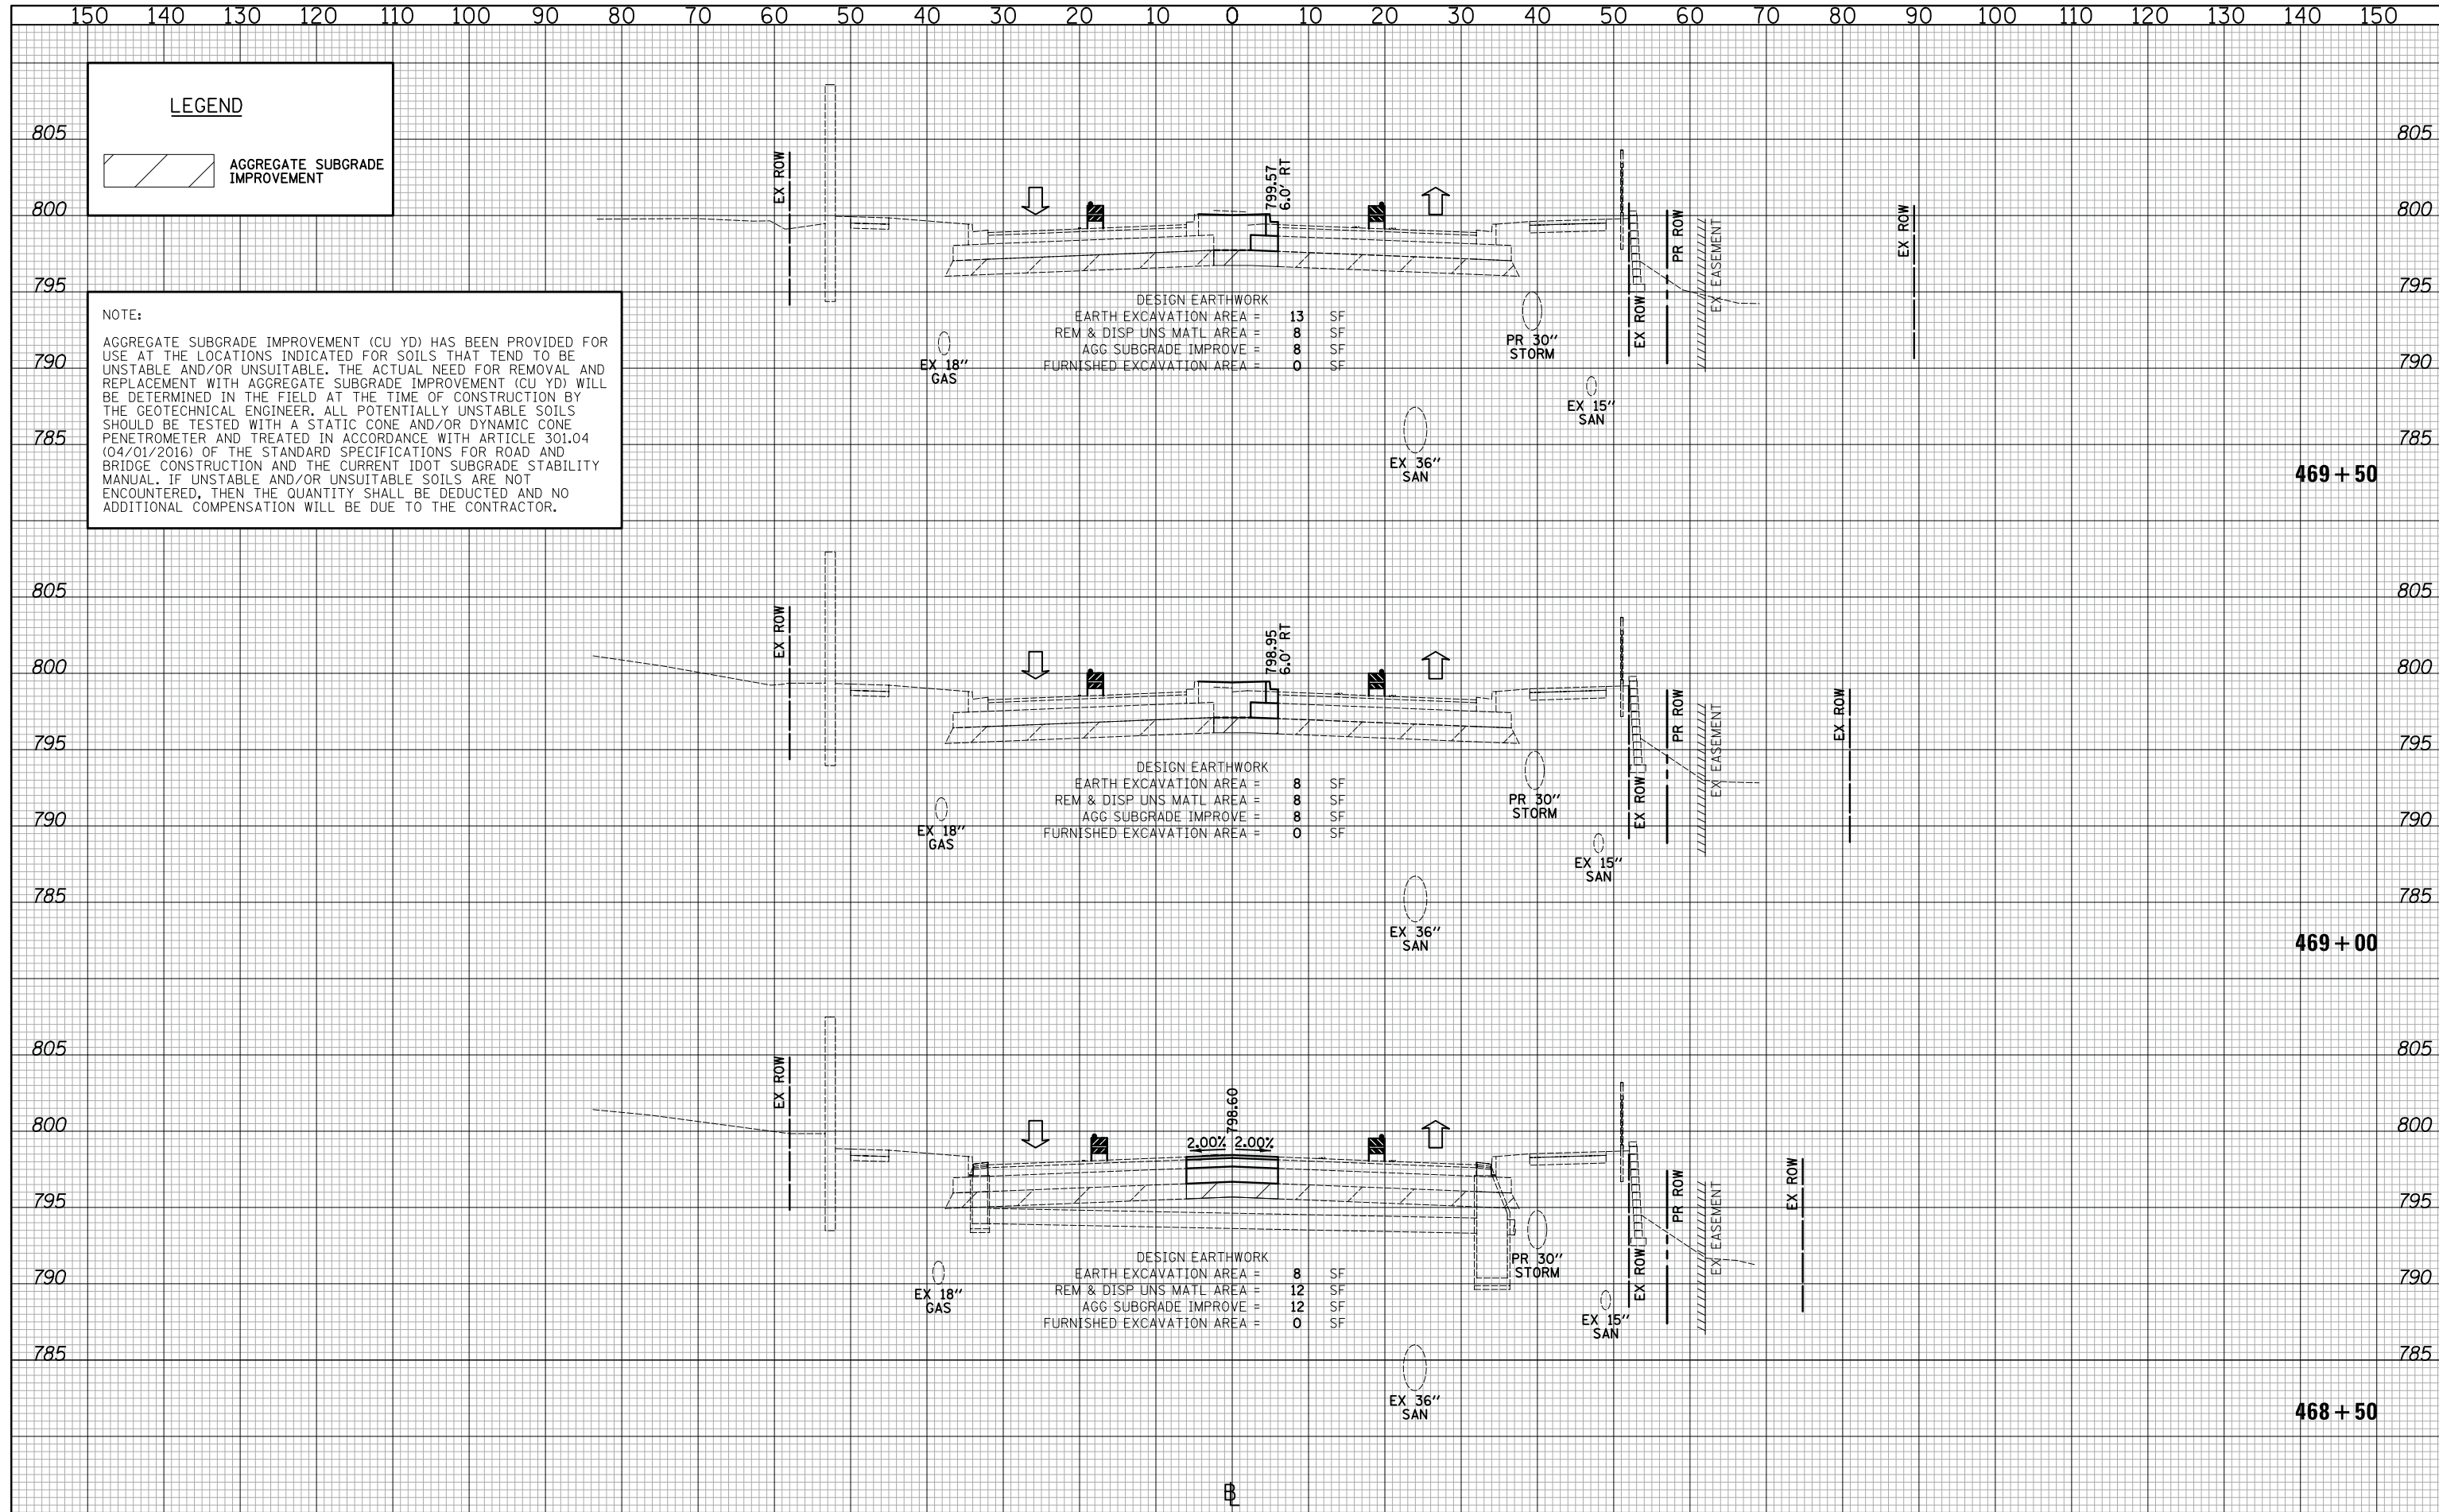 150 140 130 120 110 100 90 80 70 60 50 40 30 20 10 0 10 20 30 40 50 60 70 80 90 100 110 120 130 140 150
LEGEND
AGGREGATE SUBGRADE
IMPROVEMENT
805 805
800 800
795 795
790 790
785 785
EX ROW
799.57
6.0' RT
EX ROW
PR ROW
EX EASEMENT
EX ROW
NOTE:
AGGREGATE SUBGRADE IMPROVEMENT (CU YD) HAS BEEN PROVIDED FOR
USE AT THE LOCATIONS INDICATED FOR SOILS THAT TEND TO BE
UNSTABLE AND/OR UNSUITABLE. THE ACTUAL NEED FOR REMOVAL AND
REPLACEMENT WITH AGGREGATE SUBGRADE IMPROVEMENT (CU YD) WILL
BE DETERMINED IN THE FIELD AT THE TIME OF CONSTRUCTION BY
THE GEOTECHNICAL ENGINEER. ALL POTENTIALLY UNSTABLE SOILS
SHOULD BE TESTED WITH A STATIC CONE AND/OR DYNAMIC CONE
PENETROMETER AND TREATED IN ACCORDANCE WITH ARTICLE 301.04
(04/01/2016) OF THE STANDARD SPECIFICATIONS FOR ROAD AND
BRIDGE CONSTRUCTION AND THE CURRENT IDOT SUBGRADE STABILITY
MANUAL. IF UNSTABLE AND/OR UNSUITABLE SOILS ARE NOT
ENCOUNTERED, THEN THE QUANTITY SHALL BE DEDUCTED AND NO
ADDITIONAL COMPENSATION WILL BE DUE TO THE CONTRACTOR.
DESIGN EARTHWORK
EARTH EXCAVATION AREA = 13 SF
REM & DISP UNS MATL AREA = 8 SF
AGG SUBGRADE IMPROVE = 8 SF
FURNISHED EXCAVATION AREA = 0 SF
EX 18"
GAS
PR 30"
STORM
EX 15"
SAN
EX 36"
SAN
469+50
805 805
800 800
795 795
790 790
785 785
EX ROW
798.95
6.0' RT
EX ROW
PR ROW
EX EASEMENT
EX ROW
DESIGN EARTHWORK
EARTH EXCAVATION AREA = 8 SF
REM & DISP UNS MATL AREA = 8 SF
AGG SUBGRADE IMPROVE = 8 SF
FURNISHED EXCAVATION AREA = 0 SF
EX 18"
GAS
PR 30"
STORM
EX 15"
SAN
EX 36"
SAN
469+00
805 805
800 800
795 795
790 790
785 785
EX ROW
798.60
2.00% 2.00%
EX ROW
PR ROW
EX EASEMENT
EX ROW
DESIGN EARTHWORK
EARTH EXCAVATION AREA = 8 SF
REM & DISP UNS MATL AREA = 12 SF
AGG SUBGRADE IMPROVE = 12 SF
FURNISHED EXCAVATION AREA = 0 SF
EX 18"
GAS
PR 30"
STORM
EX 15"
SAN
EX 36"
SAN
468+50
BL